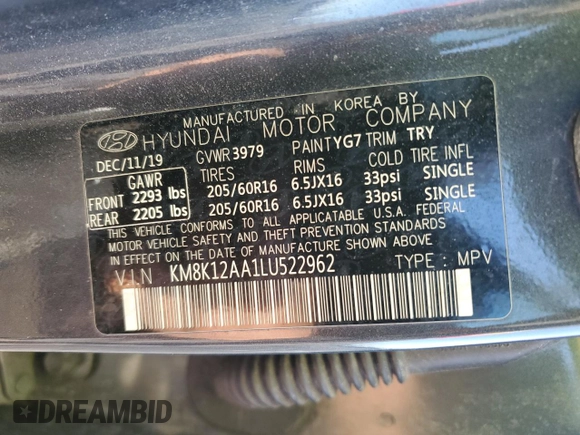 MANUFACTURED IN KOREA BY
HYUNDAI MOTOR COMPANY
DEC/11/19 GVWR 3979 PAINT YG7 TRIM TRY
GAWR TIRES RIMS COLD TIRE INFL
FRONT 2293 lbs 205/60R16 6.5JX16 33psi SINGLE
REAR 2205 lbs 205/60R16 6.5JX16 33psi SINGLE
THIS VEHICLE CONFORMS TO ALL APPLICABLE U.S.A. FEDERAL
MOTOR VEHICLE SAFETY AND THEFT PREVENTION STANDARDS
IN EFFECT ON THE DATE OF MANUFACTURE SHOWN ABOVE.
VIN KM8K12AA1LU522962 TYPE : MPV
DREAMBID